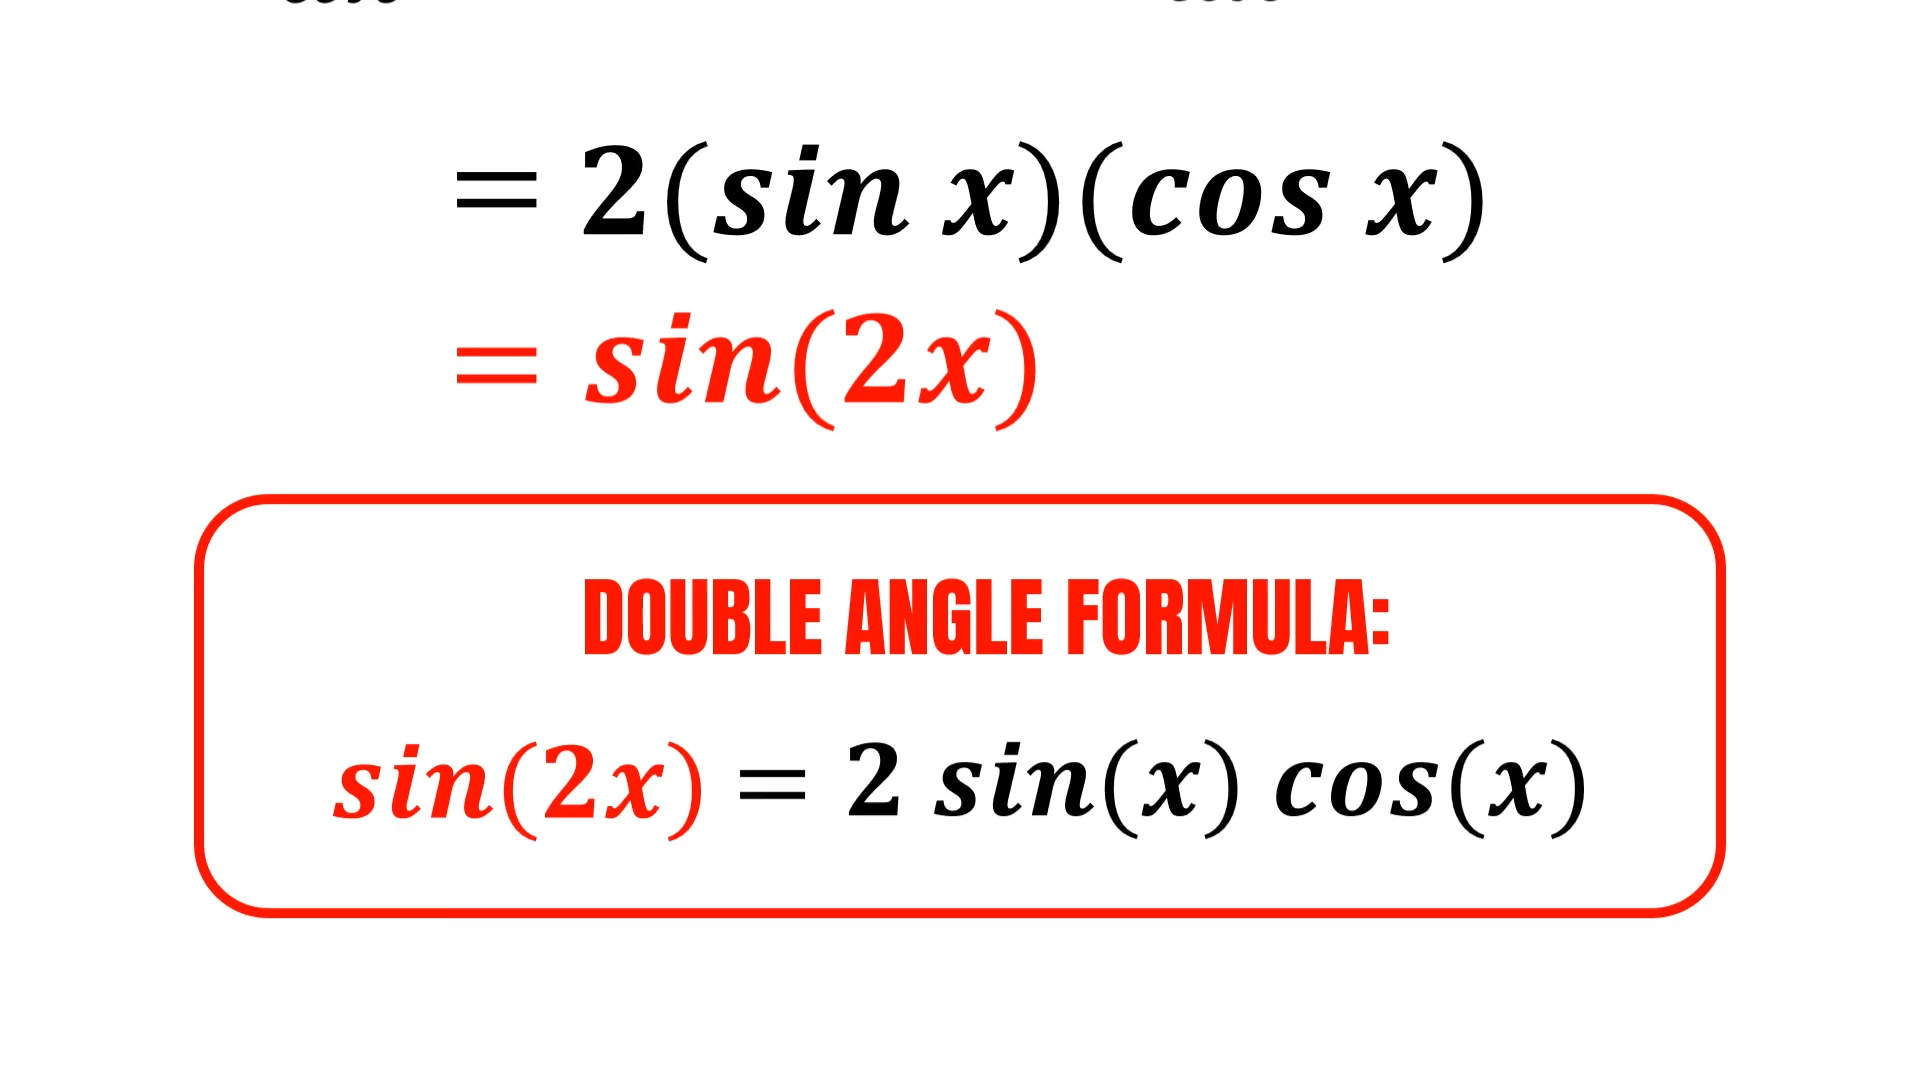 = 2(sin x)(cos x)
= sin(2x)
DOUBLE ANGLE FORMULA:
sin(2x) = 2 sin(x) cos(x)